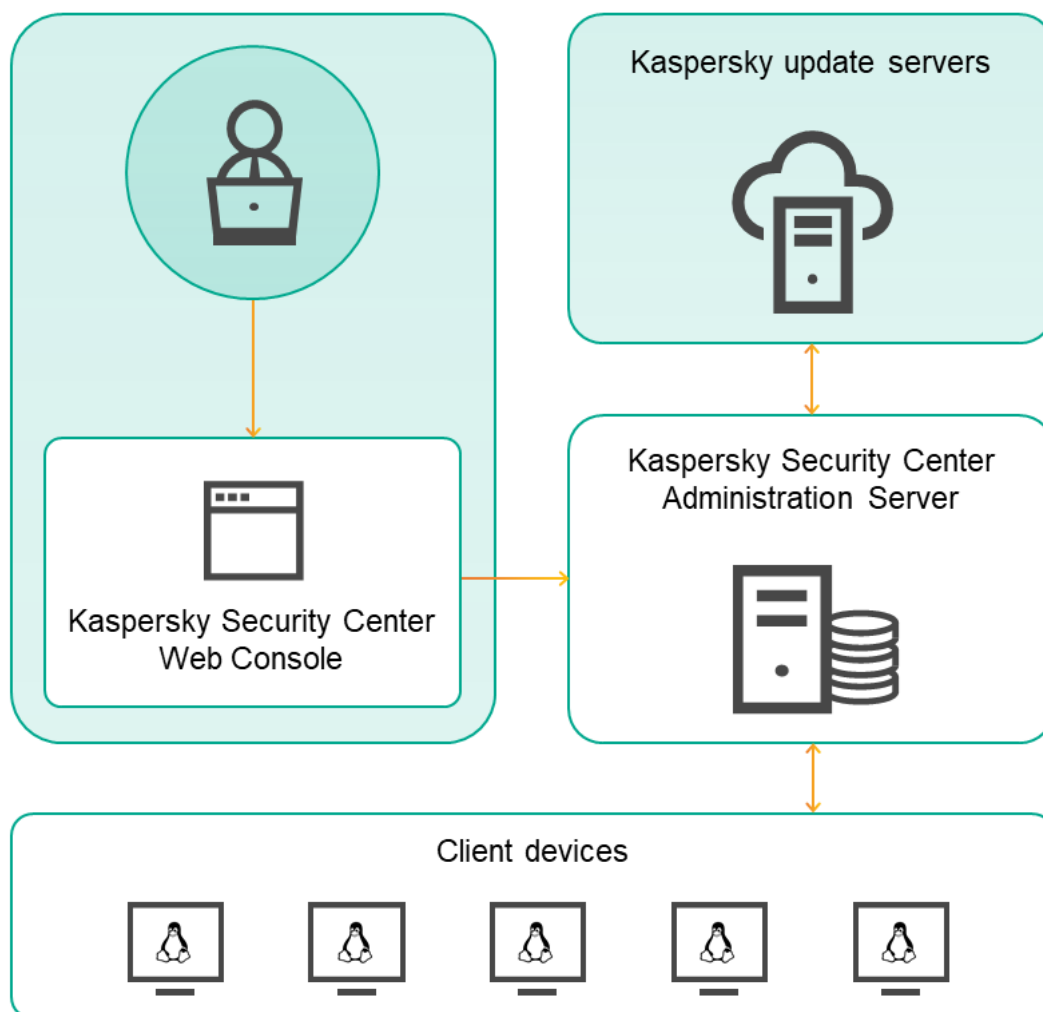 Kaspersky update servers
Kaspersky Security Center
Administration Server
Kaspersky Security Center
Web Console
Client devices